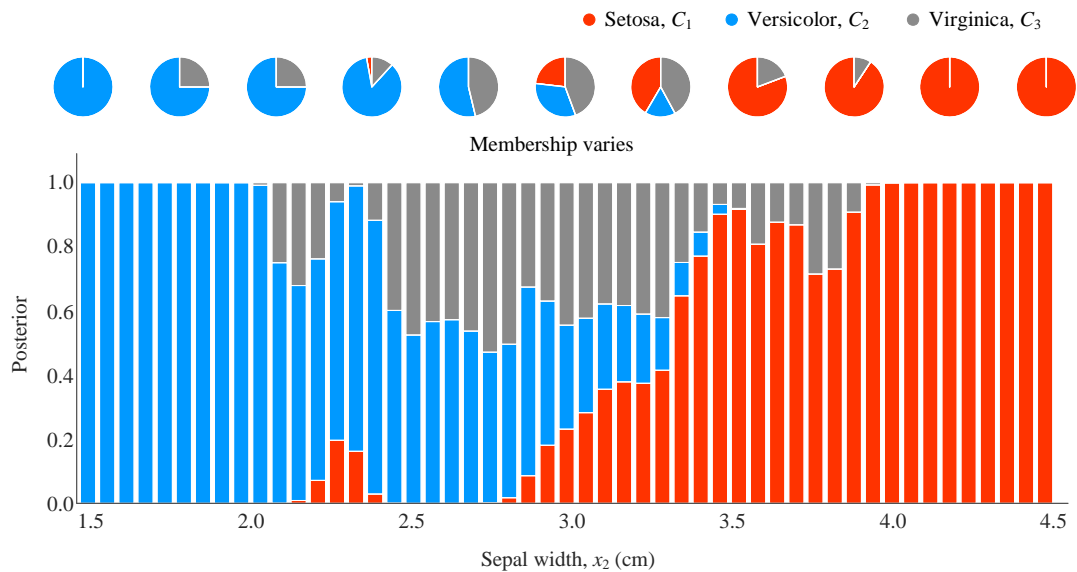 Setosa, C1 Versicolor, C2 Virginica, C3
Membership varies
1.0
0.8
0.6
0.4
0.2
0.0
Posterior
1.5 2.0 2.5 3.0 3.5 4.0 4.5
Sepal width, x2 (cm)